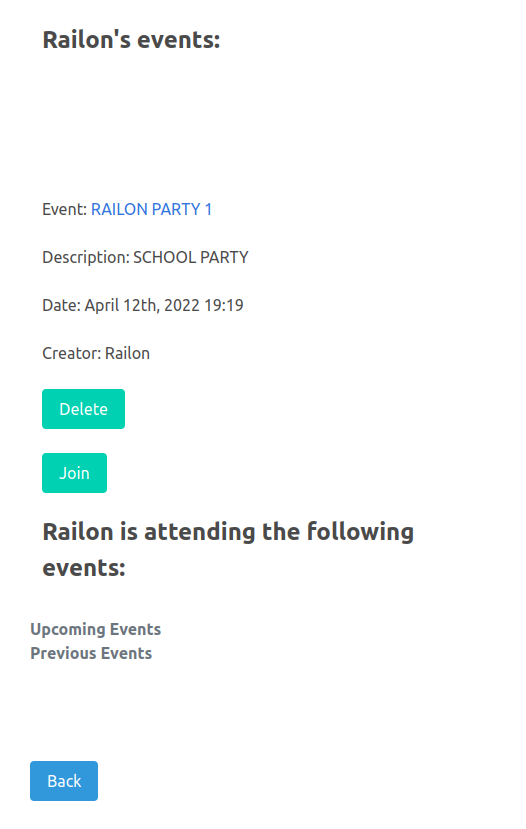 Railon's events:
Event: RAILON PARTY 1
Description: SCHOOL PARTY
Date: April 12th, 2022 19:19
Creator: Railon
Delete
Join
Railon is attending the following
events:
Upcoming Events
Previous Events
Back